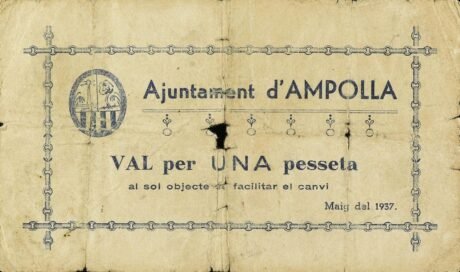 Ajuntament d'AMPOLLA
VAL per UNA pesseta
al sol objecte de facilitar el canvi
Maig del 1937.